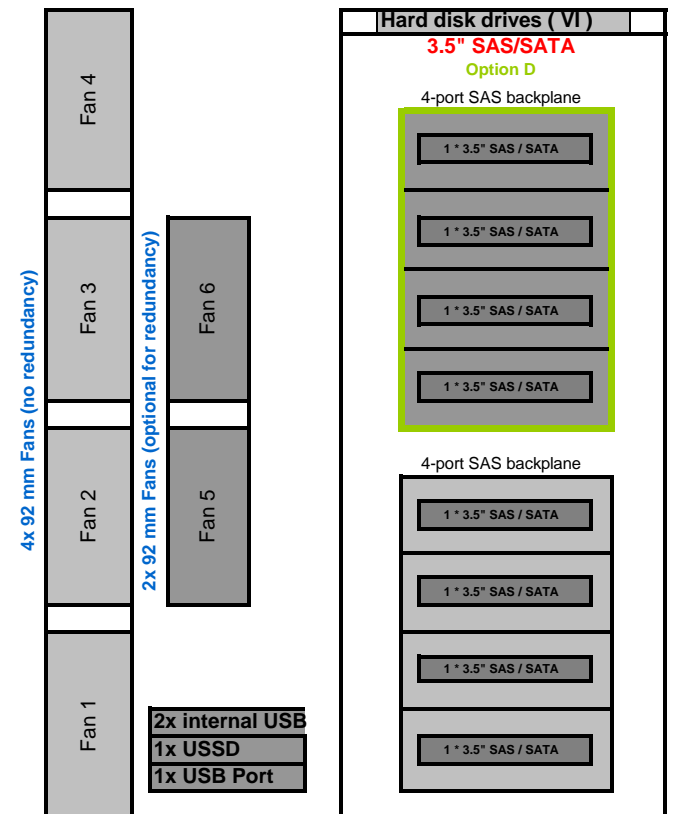 Hard disk drives ( VI )
3.5" SAS/SATA
Option D
4-port SAS backplane
1 * 3.5" SAS / SATA
1 * 3.5" SAS / SATA
1 * 3.5" SAS / SATA
1 * 3.5" SAS / SATA
4-port SAS backplane
1 * 3.5" SAS / SATA
1 * 3.5" SAS / SATA
1 * 3.5" SAS / SATA
1 * 3.5" SAS / SATA
4x 92 mm Fans (no redundancy)
Fan 4
Fan 3
Fan 2
Fan 1
2x 92 mm Fans (optional for redundancy)
Fan 6
Fan 5
2x internal USB
1x USSD
1x USB Port